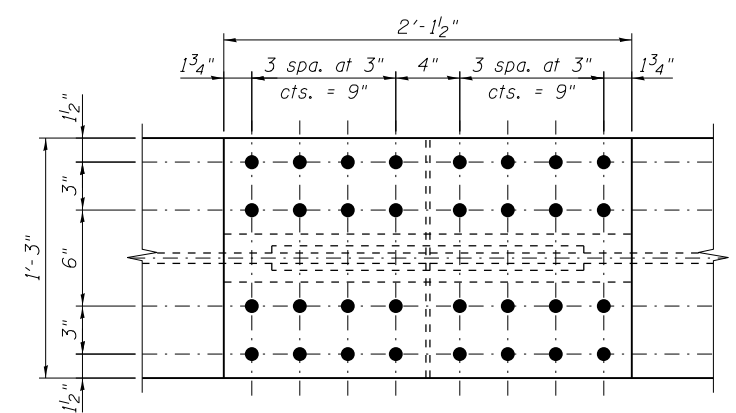 2'-1½"
1¾"
3 spa. at 3"
cts. = 9"
4"
3 spa. at 3"
cts. = 9"
1¾"
1½"
3"
1'-3"
6"
3"
1½"